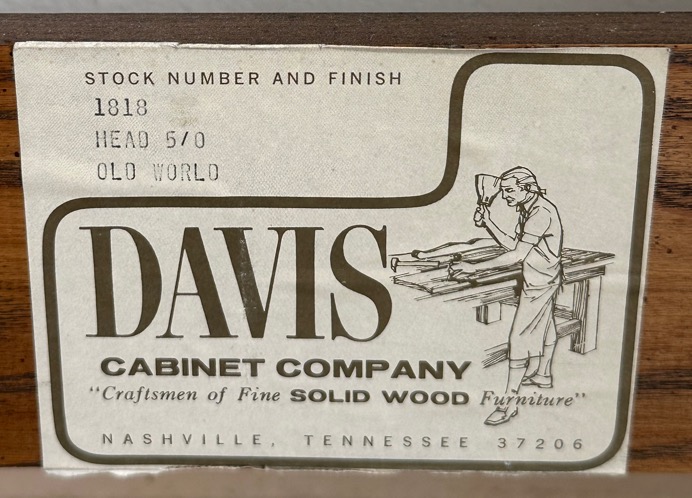 STOCK NUMBER AND FINISH
1818
HEAD 5/0
OLD WORLD
DAVIS
CABINET COMPANY
"Craftsmen of Fine SOLID WOOD Furniture"
NASHVILLE, TENNESSEE 37206